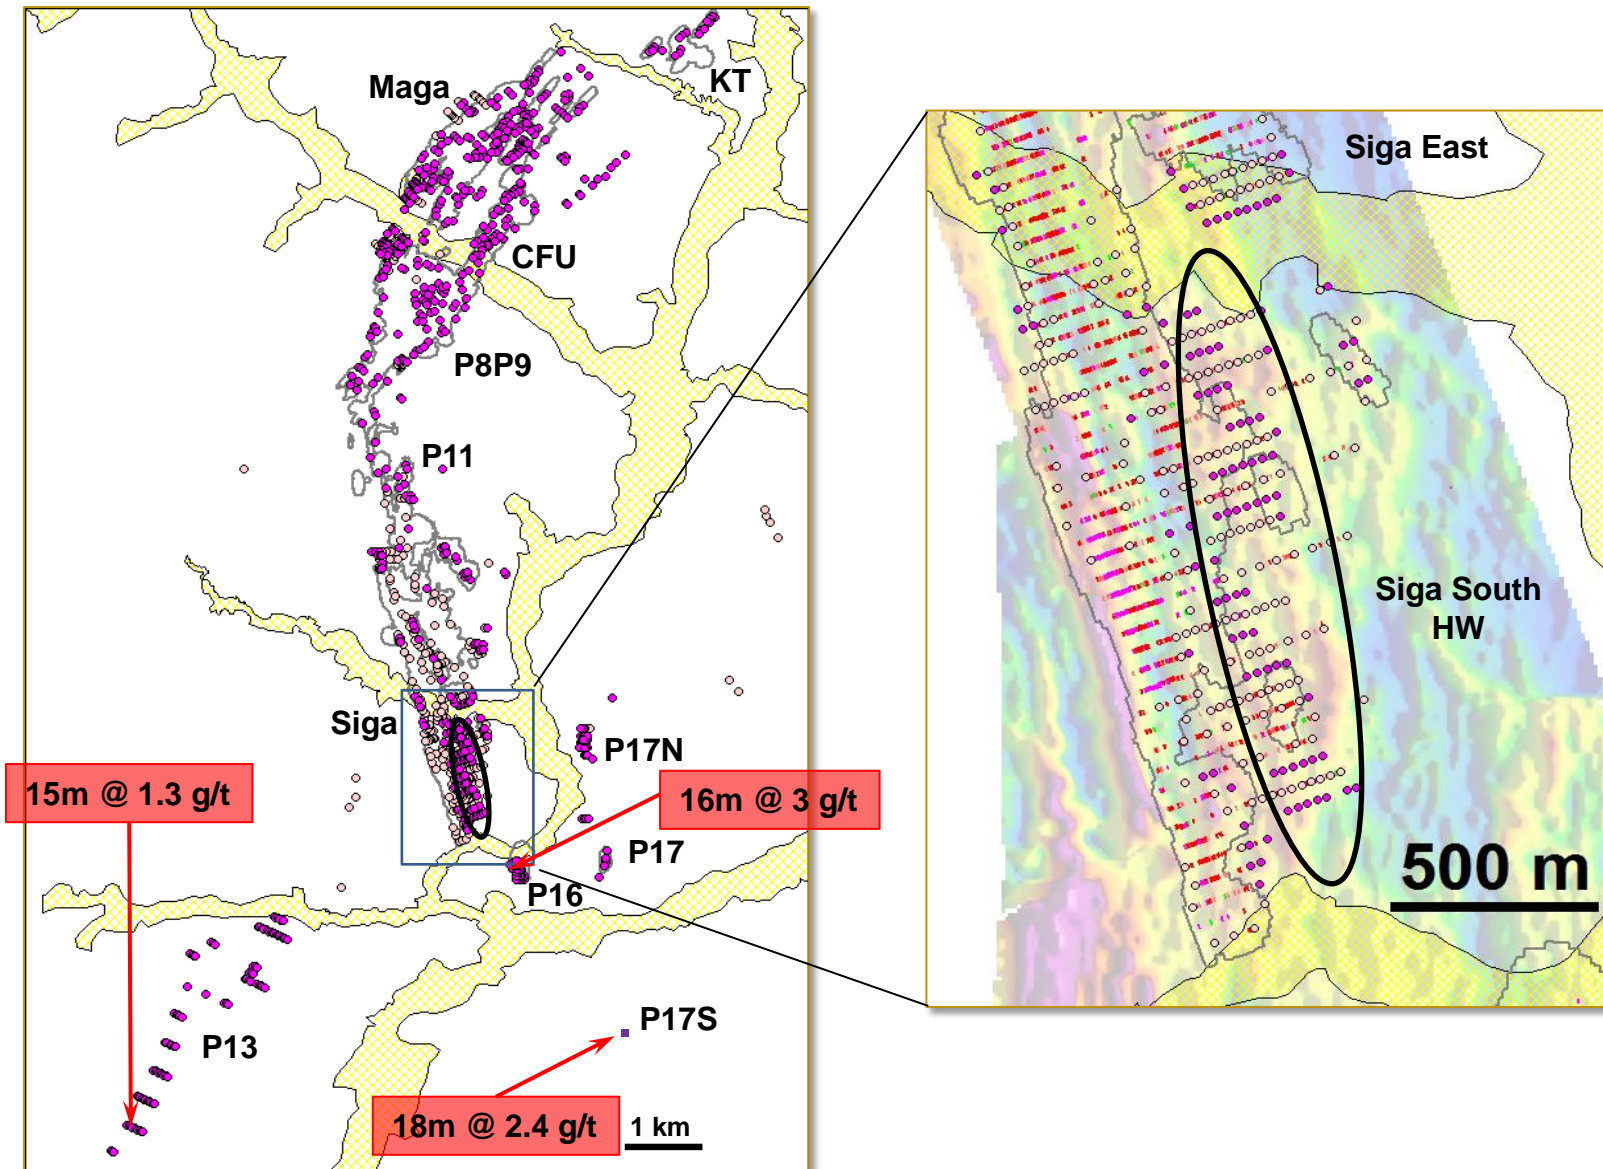 KT
Maga
CFU
P8P9
P11
Siga
P17N
15m @ 1.3 g/t
16m @ 3 g/t
P17
P16
P17S
P13
18m @ 2.4 g/t
1 km
Siga East
Siga South
HW
500 m